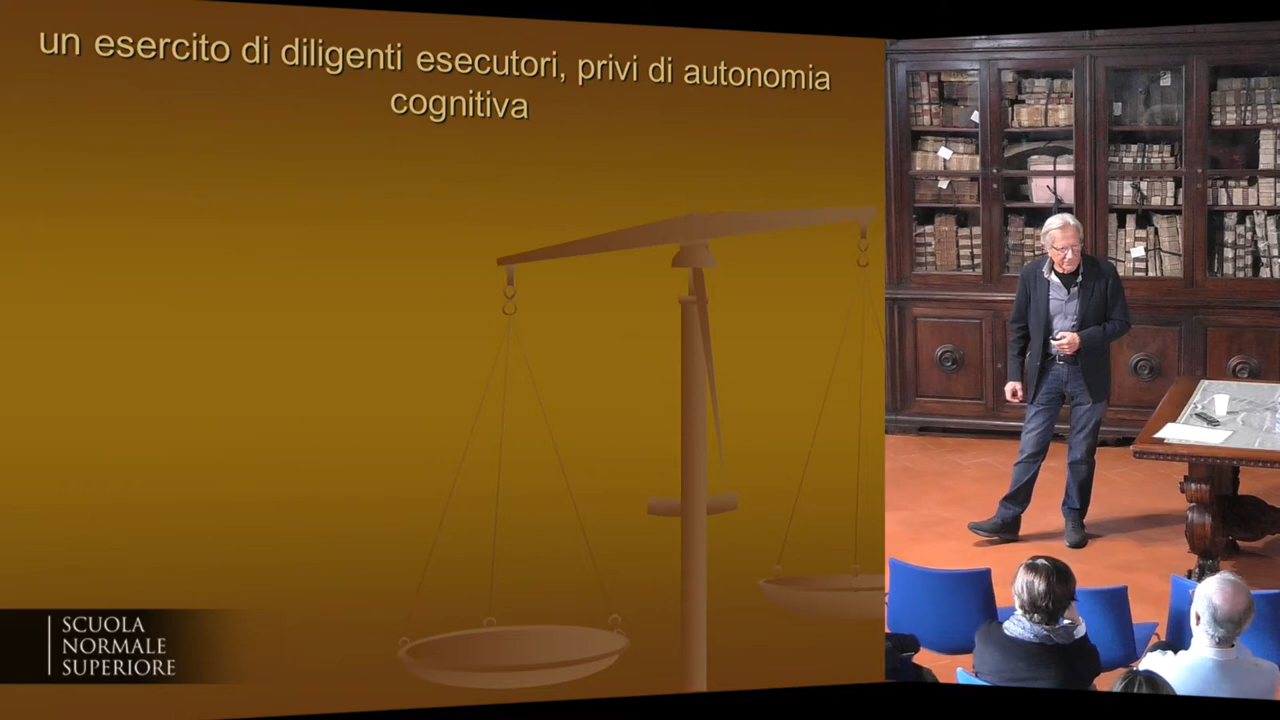 un esercito di diligenti esecutori, privi di autonomia
cognitiva
SCUOLA
NORMALE
SUPERIORE